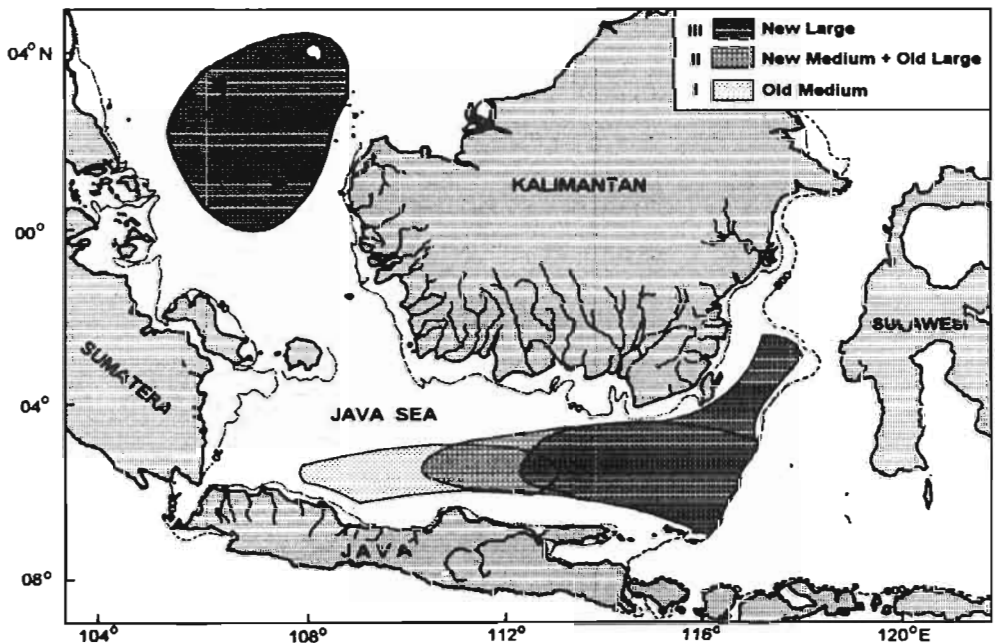 04° N
00°
04°
08°
104°
108°
112°
116°
120°E
III New Large
II New Medium + Old Large
I Old Medium
KALIMANTAN
SUMATERA
SULAWESI
JAVA SEA
JAVA